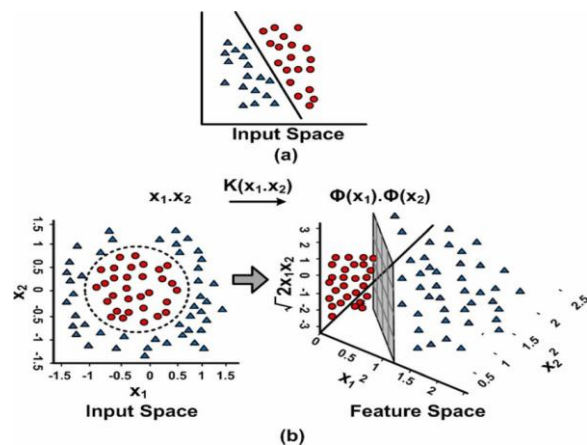 Input Space
(a)
x₁.x₂
K(x₁.x₂)
Φ(x₁).Φ(x₂)
1.5
1.0
0.5
0
-0.5
-1.0
-1.5
x₂
-1.5 -1.0 -0.5 0 0.5 1 1.5
x₁
Input Space
3
2
1
0
-1
-2
-3
√2x₁x₂
0 0.5 1 1.5 2
x₁²
0.5 1 1.5 2 2.5
x₂²
Feature Space
(b)